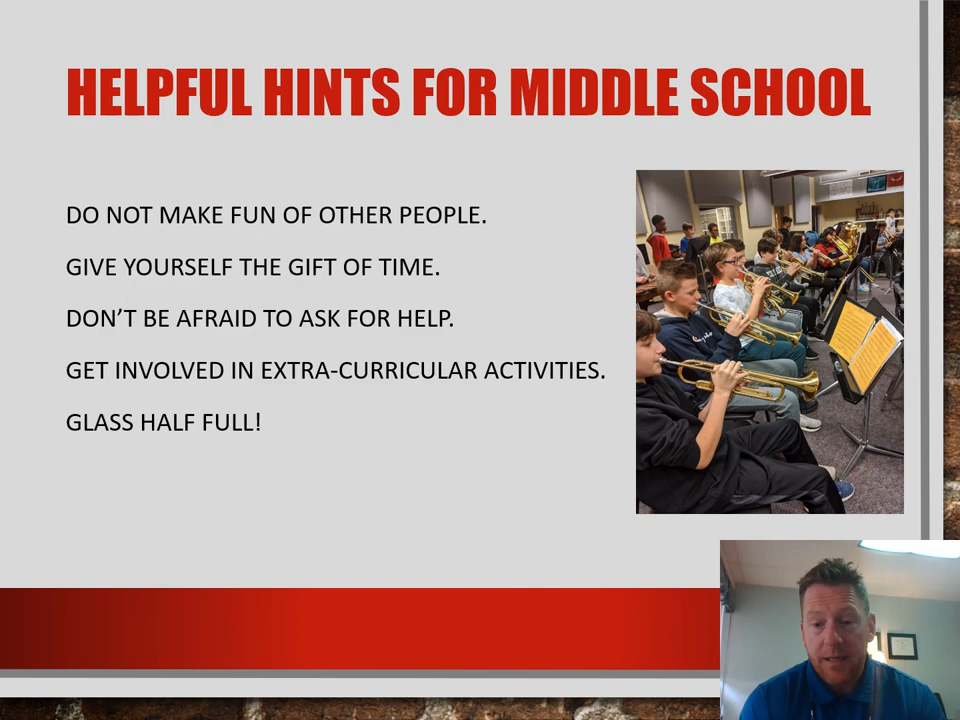 HELPFUL HINTS FOR MIDDLE SCHOOL
DO NOT MAKE FUN OF OTHER PEOPLE.
GIVE YOURSELF THE GIFT OF TIME.
DON'T BE AFRAID TO ASK FOR HELP.
GET INVOLVED IN EXTRA-CURRICULAR ACTIVITIES.
GLASS HALF FULL!